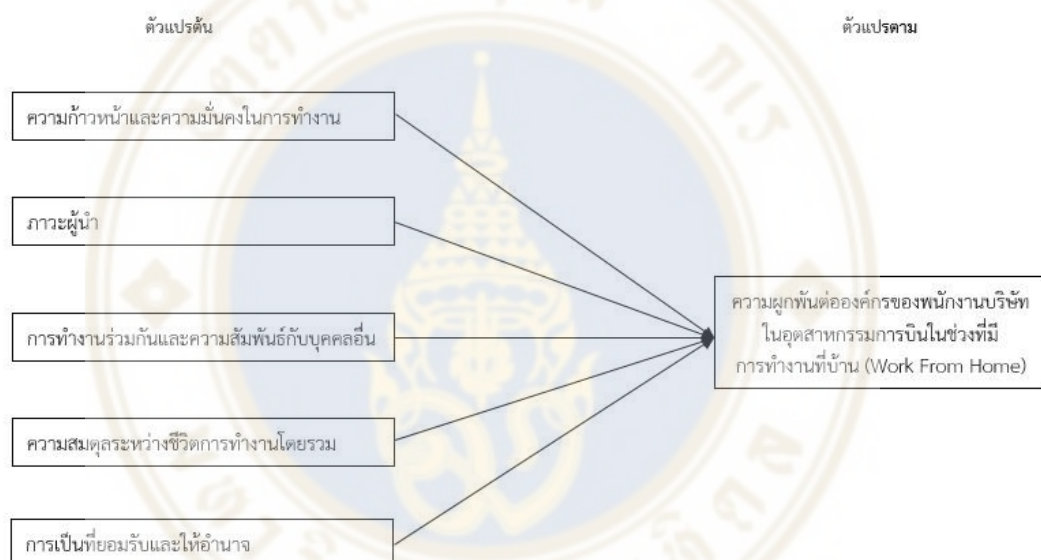 ตัวแปรต้น
ตัวแปรตาม
ความก้าวหน้าและความมั่นคงในการทำงาน
ภาวะผู้นำ
การทำงานร่วมกันและความสัมพันธ์กับบุคคลอื่น
ความสมดุลระหว่างชีวิตการทำงานโดยรวม
การเป็นที่ยอมรับและให้อำนาจ
ความผูกพันต่อองค์กรของพนักงานบริษัท
ในอุตสาหกรรมการบินในช่วงที่มี
การทำงานที่บ้าน (Work From Home)